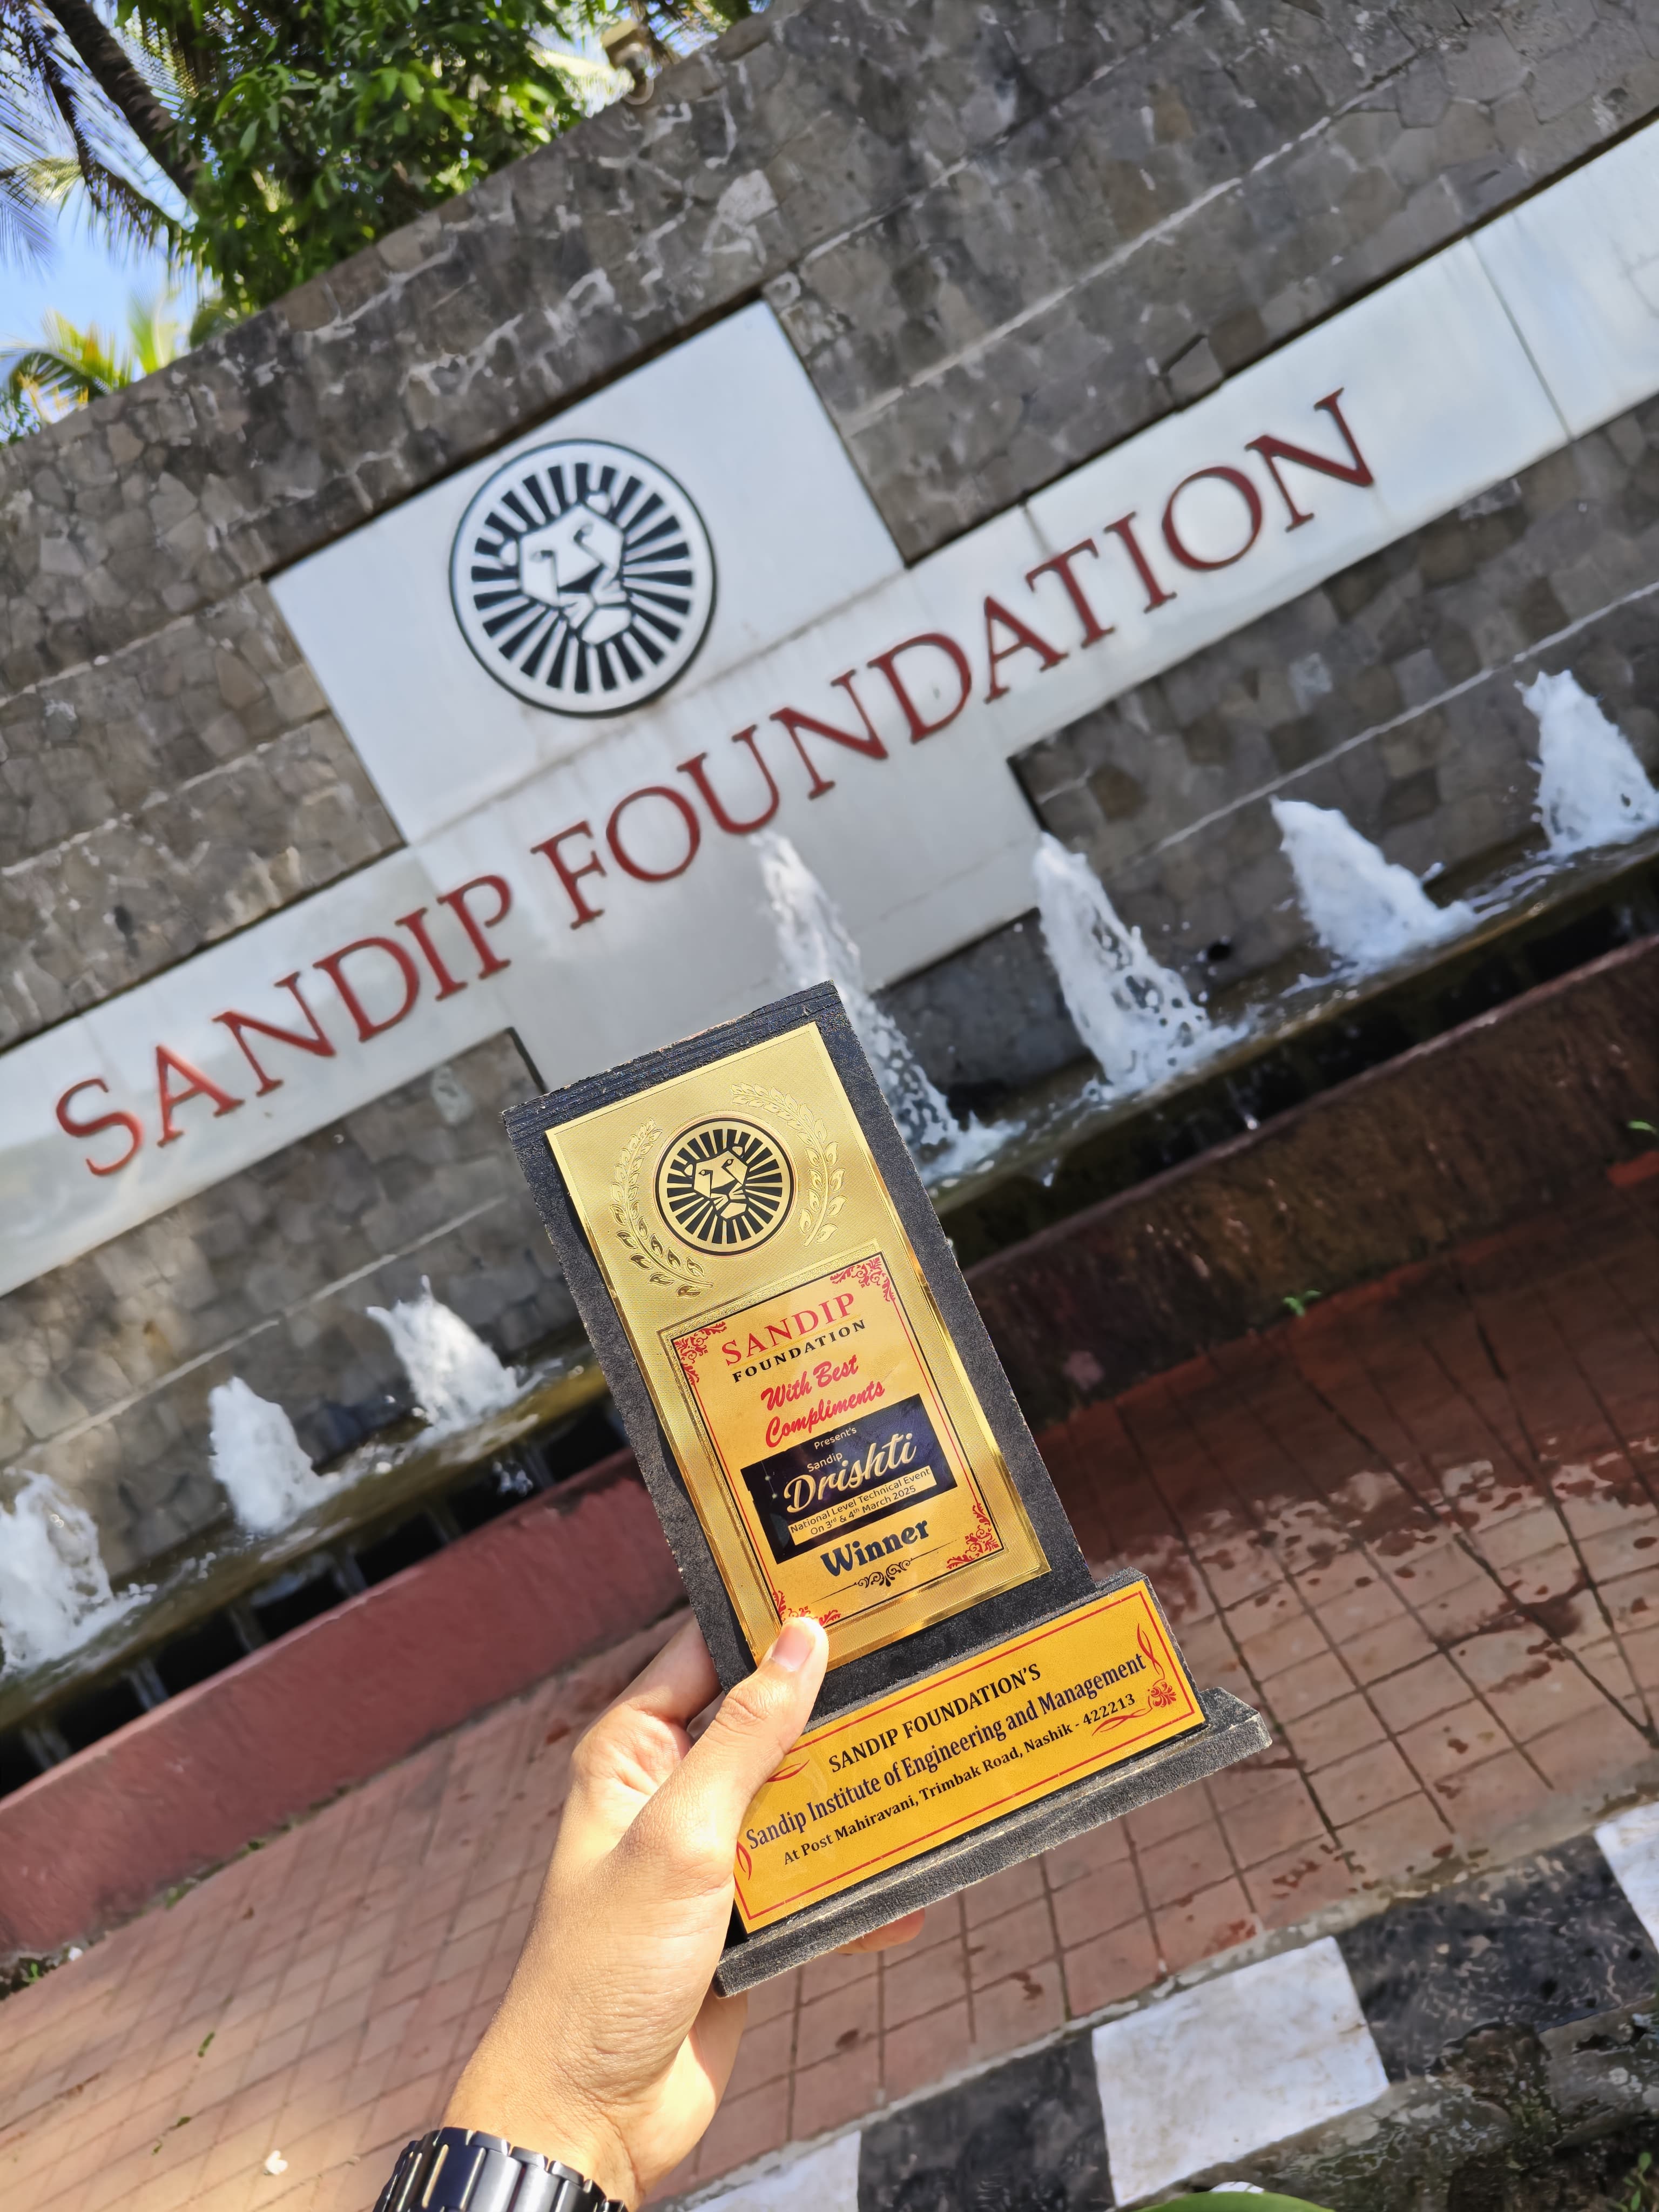 SANDIP FOUNDATION
SANDIP
FOUNDATION
With Best
Compliments
Present's
Sandip
Drishti
National Level Technical Event
On 3rd & 4th March 2025
Winner
SANDIP FOUNDATION'S
Sandip Institute of Engineering and Management
At Post Mahiravani, Trimbak Road, Nashik - 422213